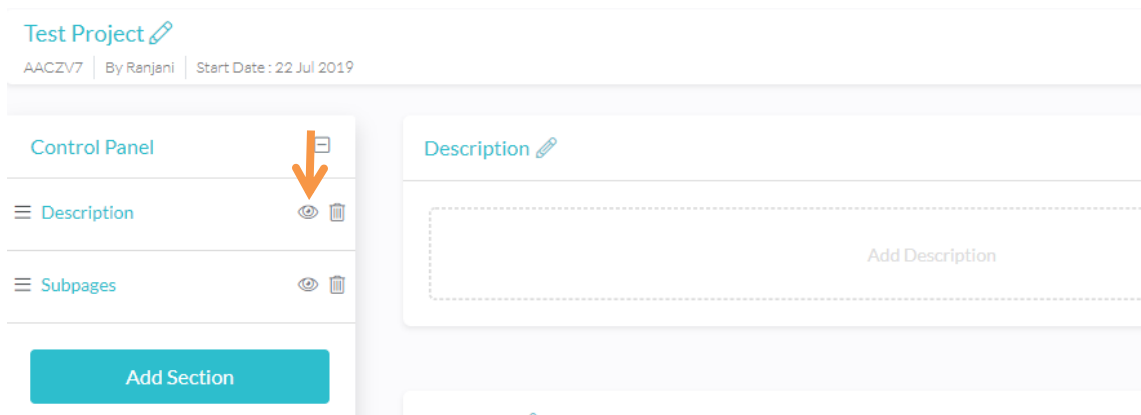 Test Project
AACZV7 By Ranjani Start Date : 22 Jul 2019
Control Panel
Description
Description
Subpages
Add Description
Add Section